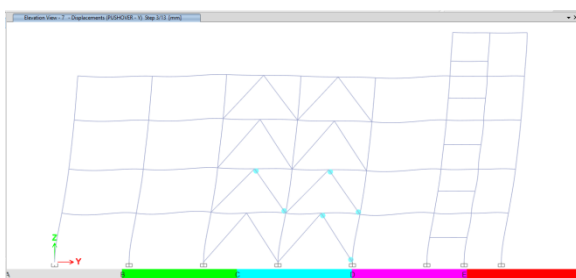 Elevation View - 7 - Displacements (PUSHOVER - Y) Step 3/13 [mm]
Z
Y
A
B
C
D
E